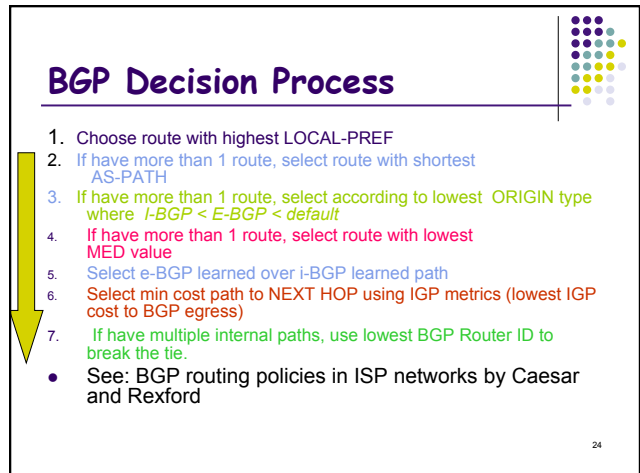 BGP Decision Process
1. Choose route with highest LOCAL-PREF
2. If have more than 1 route, select route with shortest
AS-PATH
3. If have more than 1 route, select according to lowest ORIGIN type
where I-BGP < E-BGP < default
4. If have more than 1 route, select route with lowest
MED value
5. Select e-BGP learned over i-BGP learned path
6. Select min cost path to NEXT HOP using IGP metrics (lowest IGP
cost to BGP egress)
7. If have multiple internal paths, use lowest BGP Router ID to
break the tie.
● See: BGP routing policies in ISP networks by Caesar
and Rexford
24